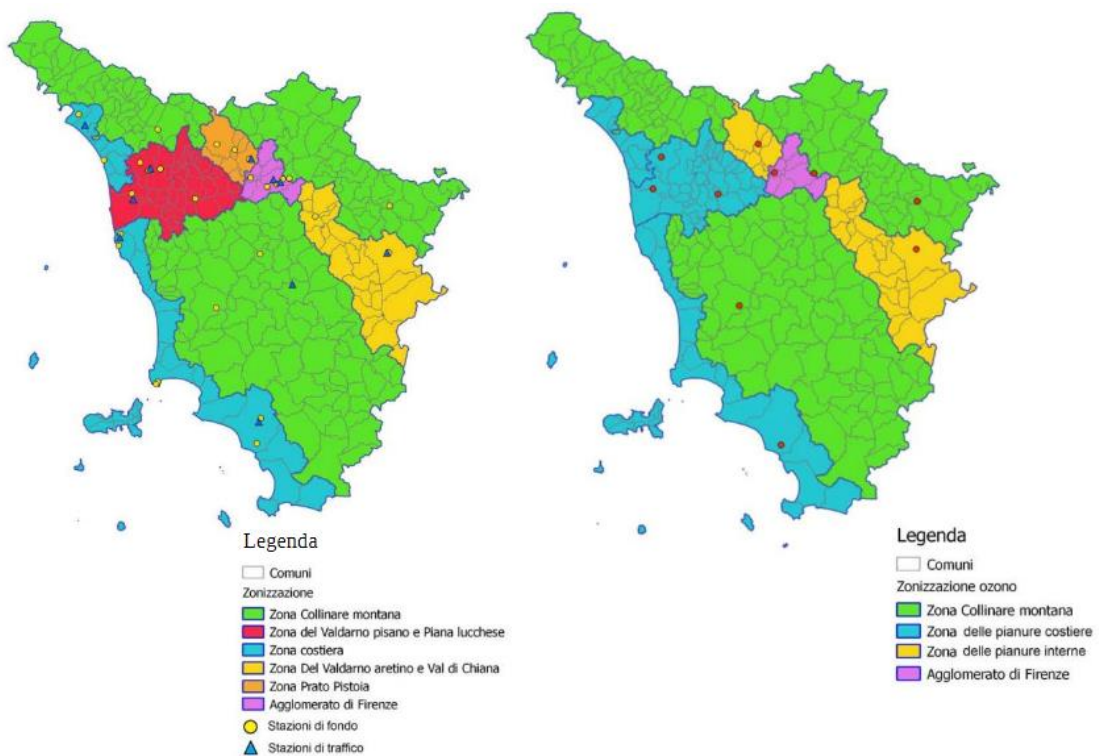 Legenda
Comuni
Zonizzazione
Zona Collinare montana
Zona del Valdarno pisano e Piana lucchese
Zona costiera
Zona Del Valdarno aretino e Val di Chiana
Zona Prato Pistoia
Agglomerato di Firenze
Stazioni di fondo
Stazioni di traffico
Legenda
Comuni
Zonizzazione ozono
Zona Collinare montana
Zona delle pianure costiere
Zona delle pianure interne
Agglomerato di Firenze